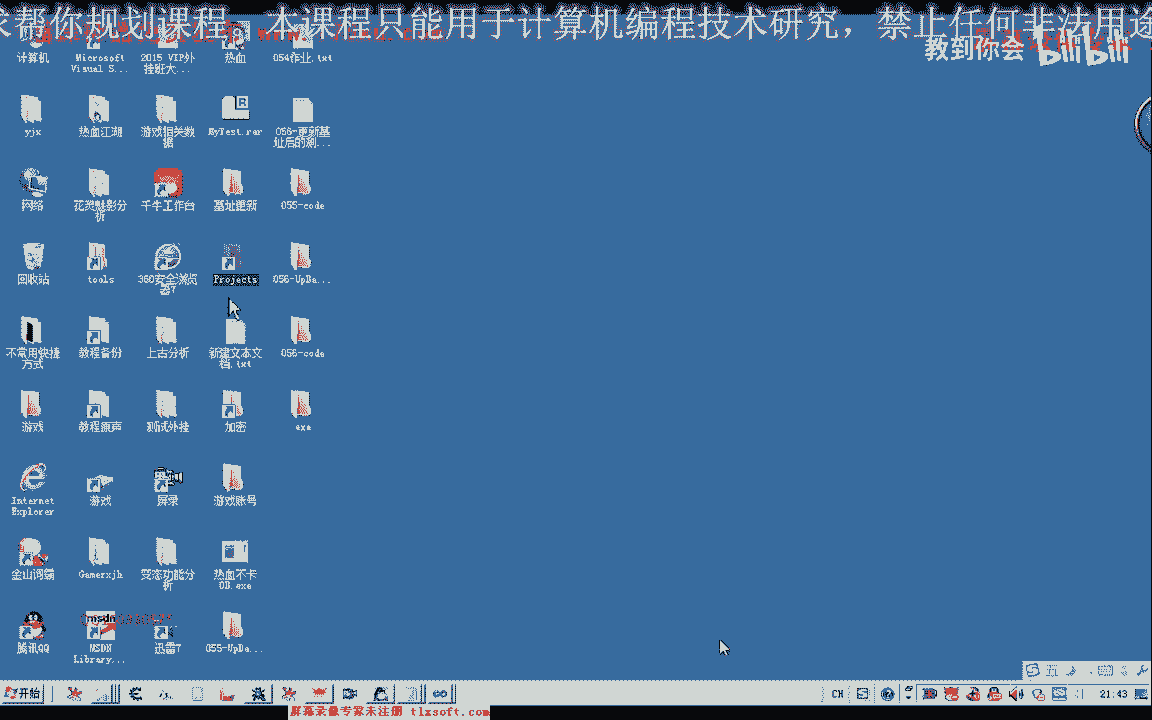 求帮你规划课程 本课程只能用于计算机编程技术研究，禁止任何非法用途
教到你会 bilibili
计算机
Microsoft
Visual S...
2015 VIP外
挂班大...
热血
054作业.txt
yjx
热血江湖
游戏相关数
据
MyTest.rar
056-更新基
址后的测...
网络
花灵魅影分
析
千牛工作台
基址更新
055-code
回收站
tools
360安全浏览
器7
Projects
056-UpDa...
不常用快捷
方式
教程备份
上古分析
新建文本文
档.txt
056-code
游戏
教程原声
测试外挂
加密
exe
Internet
Explorer
游戏
屏录
游戏账号
金山词霸
Gamerxjh
变态功能分
析
热血不卡
OB.exe
腾讯QQ
msdn
MSDN
Library...
迅雷7
055-UpDa...
开始
CH
21:43
屏幕录像专家未注册 tlxsoft.com